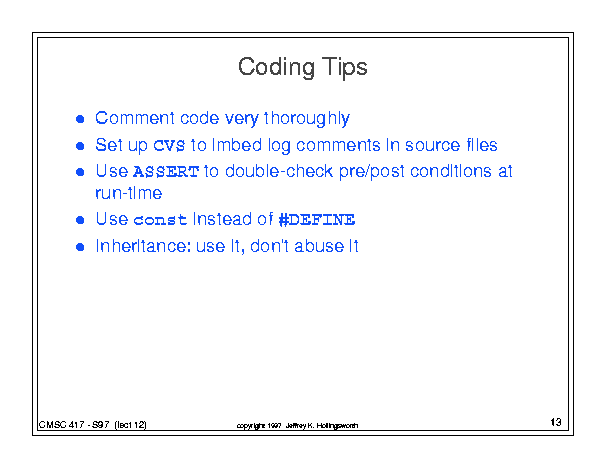 Coding Tips
● Comment code very thoroughly
● Set up CVS to imbed log comments in source files
● Use ASSERT to double-check pre/post conditions at
run-time
● Use const instead of #DEFINE
● Inheritance: use it, don't abuse it
CMSC 417 - S97 (lect 12) copyright 1997 Jeffrey K. Hollingsworth 13